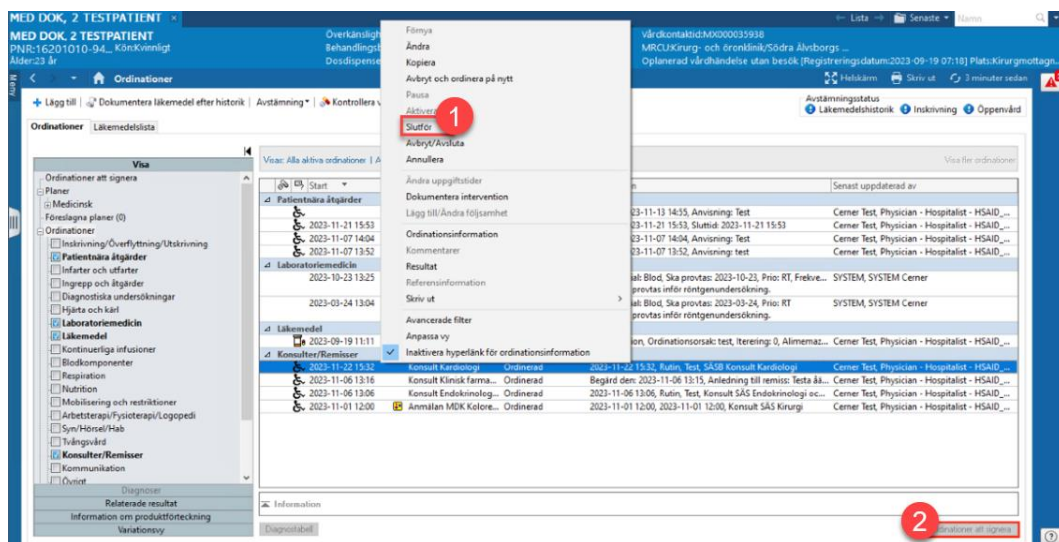 MED DOK, 2 TESTPATIENT ×
← Lista → Senaste Namn
MED DOK, 2 TESTPATIENT
PNR:16201010-94... Kön:Kvinnligt
Ålder:23 år
Överkänsligh
Behandlingsb
Dosdispense
Vårdkontaktid:MX000035938
MRCU:Kirurg- och öronklinik/Södra Älvsborgs ...
Oplanerad vårdhändelse utan besök [Registreringsdatum:2023-09-19 07:18] Plats:Kirurgmottagn...
Meny
Ordinationer
Helskärm Skriv ut 3 minuter sedan
+ Lägg till Dokumentera läkemedel efter historik Avstämning Kontrollera v
Avstämningsstatus
Läkemedelshistorik Inskrivning Öppenvård
Ordinationer Läkemedelslista
Förnya
Ändra
Kopiera
Avbryt och ordinera på nytt
Pausa
Aktivera
1
Slutför
Avbryt/Avsluta
Annullera
Ändra uppgiftstider
Dokumentera intervention
Lägg till/Ändra följsamhet
Ordinationsinformation
Kommentarer
Resultat
Referensinformation
Skriv ut
Avancerade filter
Anpassa vy
Inaktivera hyperlänk för ordinationsinformation
Visa
Ordinationer att signera
Planer
Medicinsk
Föreslagna planer (0)
Ordinationer
Inskrivning/Överflyttning/Utskrivning
Patientnära åtgärder
Infarter och utfarter
Ingrepp och åtgärder
Diagnostiska undersökningar
Hjärta och kärl
Laboratoriemedicin
Läkemedel
Kontinuerliga infusioner
Blodkomponenter
Respiration
Nutrition
Mobilisering och restriktioner
Arbetsterapi/Fysioterapi/Logopedi
Syn/Hörsel/Hab
Tvångsvård
Konsulter/Remisser
Kommunikation
Övrigt
Diagnoser
Relaterade resultat
Information om produktförteckning
Variationsvy
Visar: Alla aktiva ordinationer | A
Visa fler ordinationer
Start
Senast uppdaterad av
Patientnära åtgärder
23-11-13 14:55, Anvisning: Test Cerner Test, Physician - Hospitalist - HSAID_...
2023-11-21 15:53 23-11-21 15:53, Sluttid: 2023-11-21 15:53 Cerner Test, Physician - Hospitalist - HSAID_...
2023-11-07 14:04 23-11-07 14:04, Anvisning: Test Cerner Test, Physician - Hospitalist - HSAID_...
2023-11-07 13:52 23-11-07 13:52, Anvisning: test Cerner Test, Physician - Hospitalist - HSAID_...
Laboratoriemedicin
2023-10-23 13:25 ial: Blod, Ska provtas: 2023-10-23, Prio: RT, Frekve... SYSTEM, SYSTEM Cerner
provtas inför röntgenundersökning.
2023-03-24 13:04 ial: Blod, Ska provtas: 2023-03-24, Prio: RT SYSTEM, SYSTEM Cerner
provtas inför röntgenundersökning.
Läkemedel
2023-09-19 11:11 on, Ordinationsorsak: test, Iterering: 0, Alimemaz... Cerner Test, Physician - Hospitalist - HSAID_...
Konsulter/Remisser
2023-11-22 15:32 Konsult Kardiologi Ordinerad 2023-11-22 15:32, Rutin, Test, SÄSB Konsult Kardiologi Cerner Test, Physician - Hospitalist - HSAID_...
2023-11-06 13:16 Konsult Klinisk farma... Ordinerad Begärd den: 2023-11-06 13:15, Anledning till remiss: Testa åä... Cerner Test, Physician - Hospitalist - HSAID_...
2023-11-06 13:06 Konsult Endokrinolog... Ordinerad 2023-11-06 13:06, Rutin, Test, Konsult SÄS Endokrinologi oc... Cerner Test, Physician - Hospitalist - HSAID_...
2023-11-01 12:00 Anmälan MDK Kolore... Ordinerad 2023-11-01 12:00, 2023-11-01 12:00, Konsult SÄS Kirurgi Cerner Test, Physician - Hospitalist - HSAID_...
Information
Diagnostabell
2
dinationer att signera